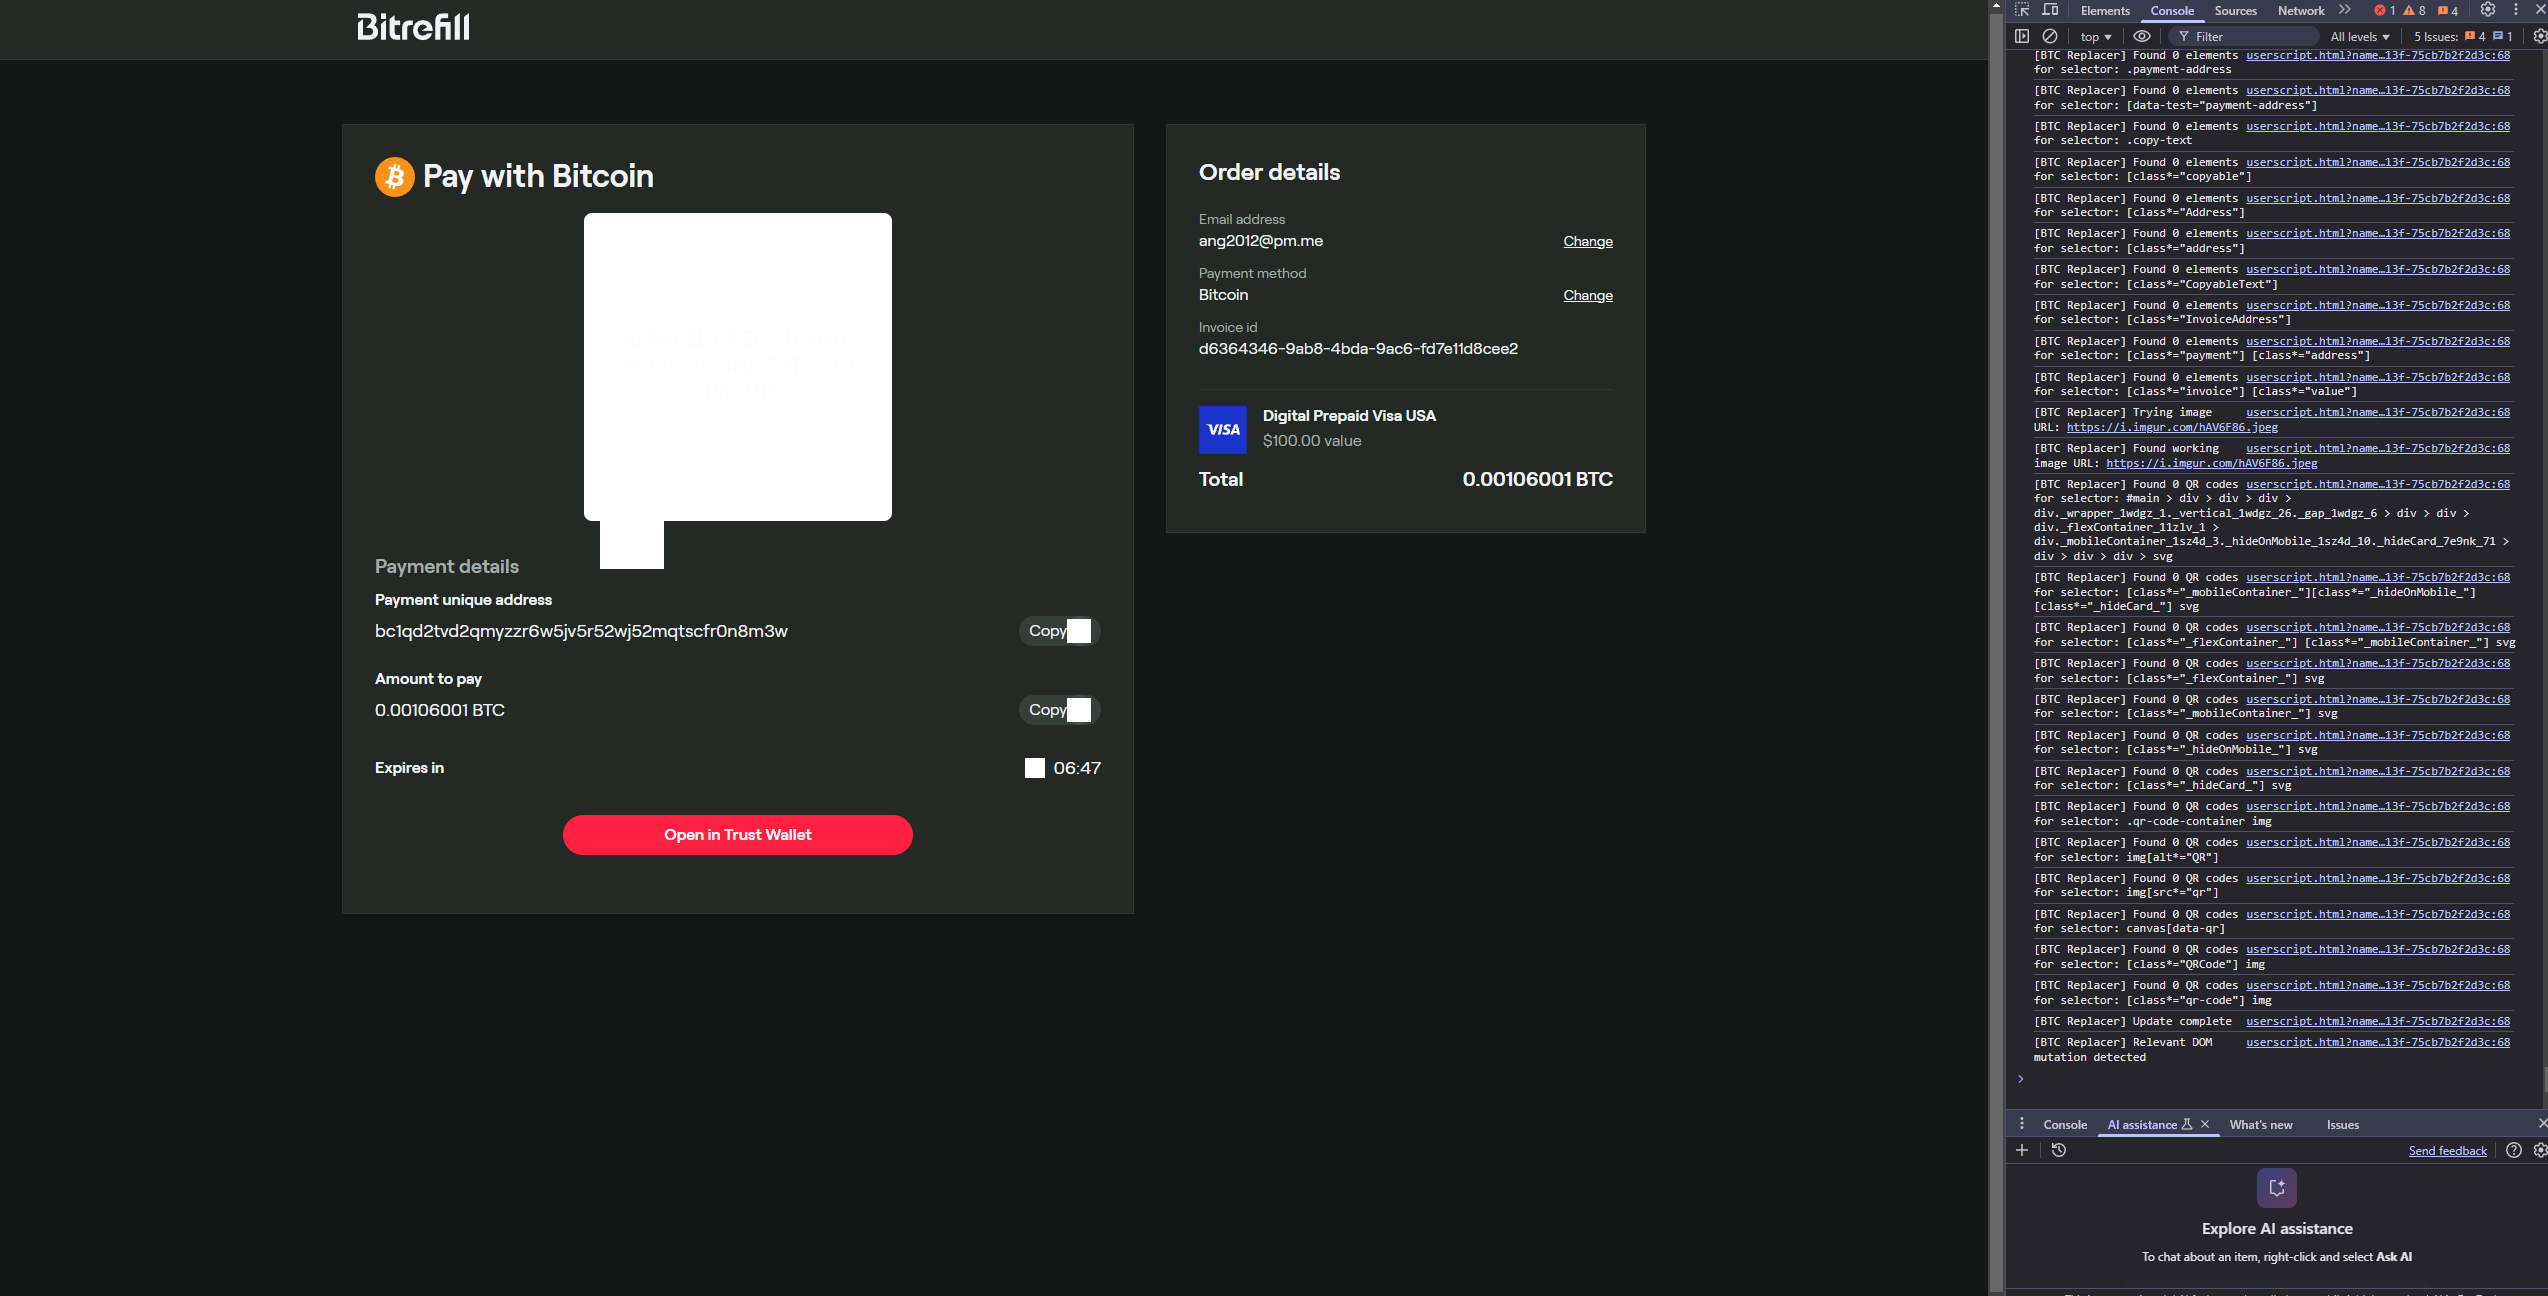 Bitrefill
Pay with Bitcoin
Payment details
Payment unique address
bc1qd2tvd2qmyzzr6w5jv5r52wj52mqtscfr0n8m3w
Copy
Amount to pay
0.00106001 BTC
Copy
Expires in
06:47
Open in Trust Wallet
Order details
Email address
ang2012@pm.me
Change
Payment method
Bitcoin
Change
Invoice id
d6364346-9ab8-4bda-9ac6-fd7e11d8cee2
VISA
Digital Prepaid Visa USA
$100.00 value
Total
0.00106001 BTC
Elements Console Sources Network 1 8 4
top Filter All levels 5 Issues: 4 1
[BTC Replacer] Found 0 elements userscript.html?name…13f-75cb7b2f2d3c:68
for selector: .payment-address
[BTC Replacer] Found 0 elements userscript.html?name…13f-75cb7b2f2d3c:68
for selector: [data-test="payment-address"]
[BTC Replacer] Found 0 elements userscript.html?name…13f-75cb7b2f2d3c:68
for selector: .copy-text
[BTC Replacer] Found 0 elements userscript.html?name…13f-75cb7b2f2d3c:68
for selector: [class*="copyable"]
[BTC Replacer] Found 0 elements userscript.html?name…13f-75cb7b2f2d3c:68
for selector: [class*="Address"]
[BTC Replacer] Found 0 elements userscript.html?name…13f-75cb7b2f2d3c:68
for selector: [class*="address"]
[BTC Replacer] Found 0 elements userscript.html?name…13f-75cb7b2f2d3c:68
for selector: [class*="CopyableText"]
[BTC Replacer] Found 0 elements userscript.html?name…13f-75cb7b2f2d3c:68
for selector: [class*="InvoiceAddress"]
[BTC Replacer] Found 0 elements userscript.html?name…13f-75cb7b2f2d3c:68
for selector: [class*="payment"] [class*="address"]
[BTC Replacer] Found 0 elements userscript.html?name…13f-75cb7b2f2d3c:68
for selector: [class*="invoice"] [class*="value"]
[BTC Replacer] Trying image userscript.html?name…13f-75cb7b2f2d3c:68
URL: https://i.imgur.com/hAV6F86.jpeg
[BTC Replacer] Found working userscript.html?name…13f-75cb7b2f2d3c:68
image URL: https://i.imgur.com/hAV6F86.jpeg
[BTC Replacer] Found 0 QR codes userscript.html?name…13f-75cb7b2f2d3c:68
for selector: #main > div > div > div >
div._wrapper_1wdgz_1._vertical_1wdgz_26._gap_1wdgz_6 > div > div >
div._flexContainer_11zlv_1 >
div._mobileContainer_1sz4d_3._hideOnMobile_1sz4d_10._hideCard_7e9nk_71 >
div > div > div > svg
[BTC Replacer] Found 0 QR codes userscript.html?name…13f-75cb7b2f2d3c:68
for selector: [class*="_mobileContainer_"][class*="_hideOnMobile_"]
[class*="_hideCard_"] svg
[BTC Replacer] Found 0 QR codes userscript.html?name…13f-75cb7b2f2d3c:68
for selector: [class*="_flexContainer_"] [class*="_mobileContainer_"] svg
[BTC Replacer] Found 0 QR codes userscript.html?name…13f-75cb7b2f2d3c:68
for selector: [class*="_flexContainer_"] svg
[BTC Replacer] Found 0 QR codes userscript.html?name…13f-75cb7b2f2d3c:68
for selector: [class*="_mobileContainer_"] svg
[BTC Replacer] Found 0 QR codes userscript.html?name…13f-75cb7b2f2d3c:68
for selector: [class*="_hideOnMobile_"] svg
[BTC Replacer] Found 0 QR codes userscript.html?name…13f-75cb7b2f2d3c:68
for selector: [class*="_hideCard_"] svg
[BTC Replacer] Found 0 QR codes userscript.html?name…13f-75cb7b2f2d3c:68
for selector: .qr-code-container img
[BTC Replacer] Found 0 QR codes userscript.html?name…13f-75cb7b2f2d3c:68
for selector: img[alt*="QR"]
[BTC Replacer] Found 0 QR codes userscript.html?name…13f-75cb7b2f2d3c:68
for selector: img[src*="qr"]
[BTC Replacer] Found 0 QR codes userscript.html?name…13f-75cb7b2f2d3c:68
for selector: canvas[data-qr]
[BTC Replacer] Found 0 QR codes userscript.html?name…13f-75cb7b2f2d3c:68
for selector: [class*="QRCode"] img
[BTC Replacer] Found 0 QR codes userscript.html?name…13f-75cb7b2f2d3c:68
for selector: [class*="qr-code"] img
[BTC Replacer] Update complete userscript.html?name…13f-75cb7b2f2d3c:68
[BTC Replacer] Relevant DOM userscript.html?name…13f-75cb7b2f2d3c:68
mutation detected
Console AI assistance What's new Issues
Send feedback
Explore AI assistance
To chat about an item, right-click and select Ask AI